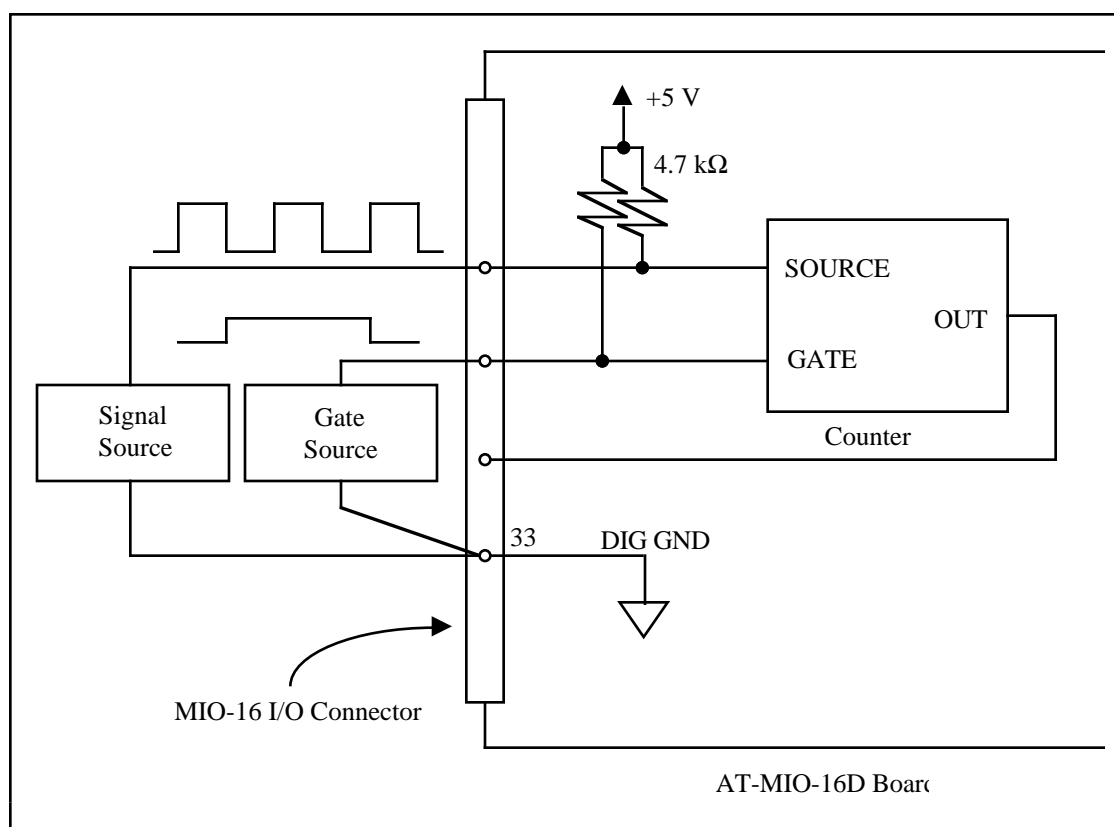 +5 V
4.7 kΩ
SOURCE
OUT
GATE
Signal
Source
Gate
Source
Counter
33
DIG GND
MIO-16 I/O Connector
AT-MIO-16D Board